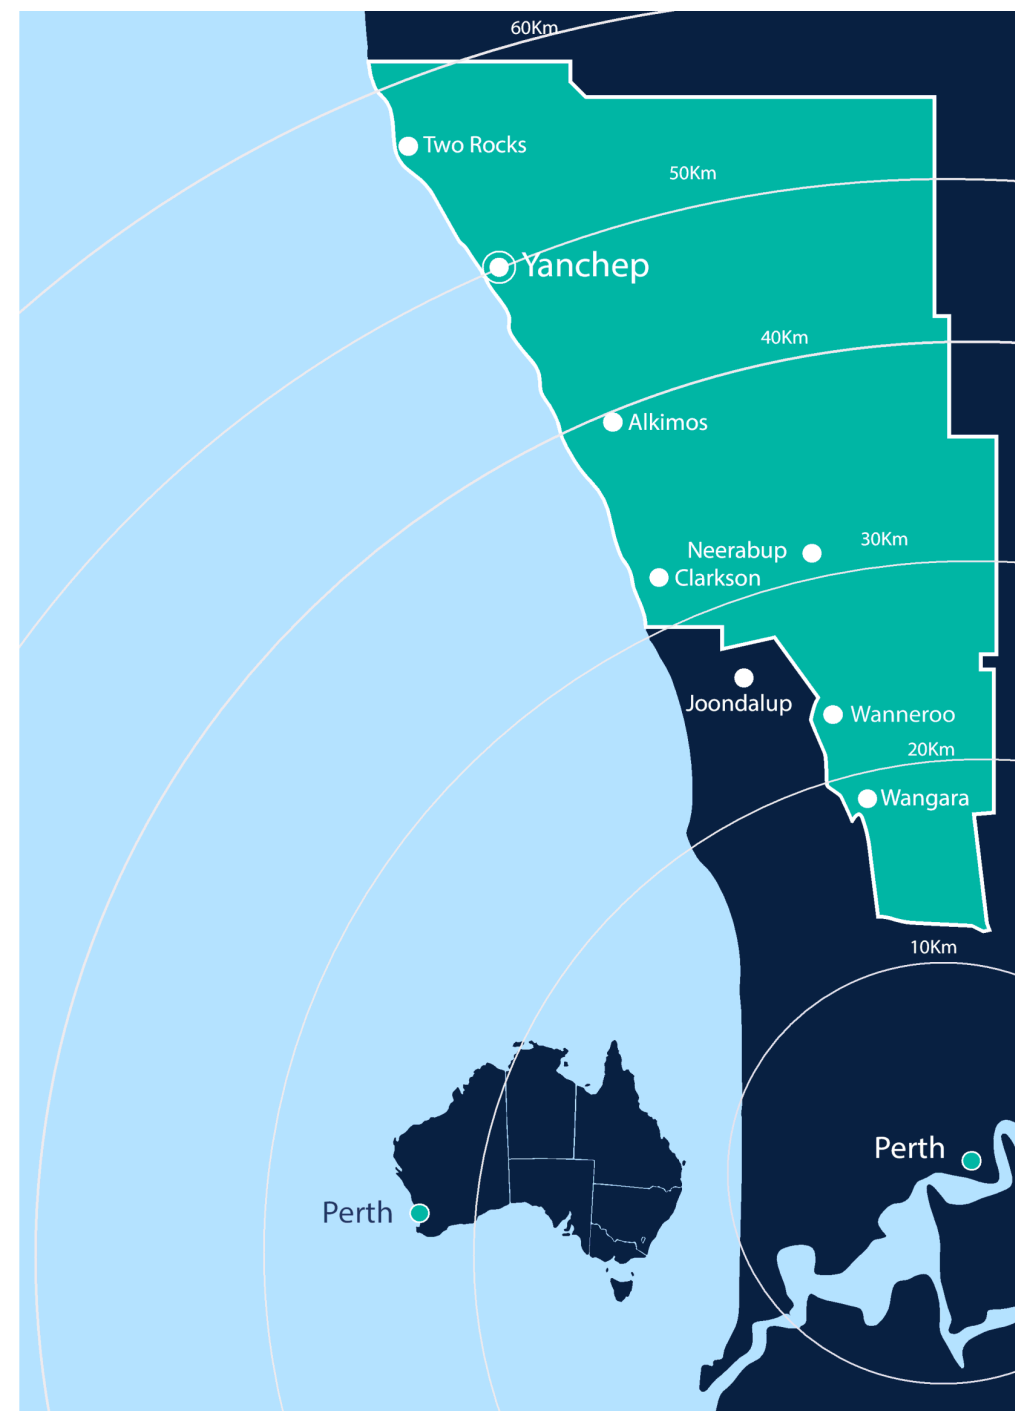 60Km
Two Rocks
50Km
Yanchep
40Km
Alkimos
30Km
Neerabup
Clarkson
Joondalup
Wanneroo
20Km
Wangara
10Km
Perth
Perth